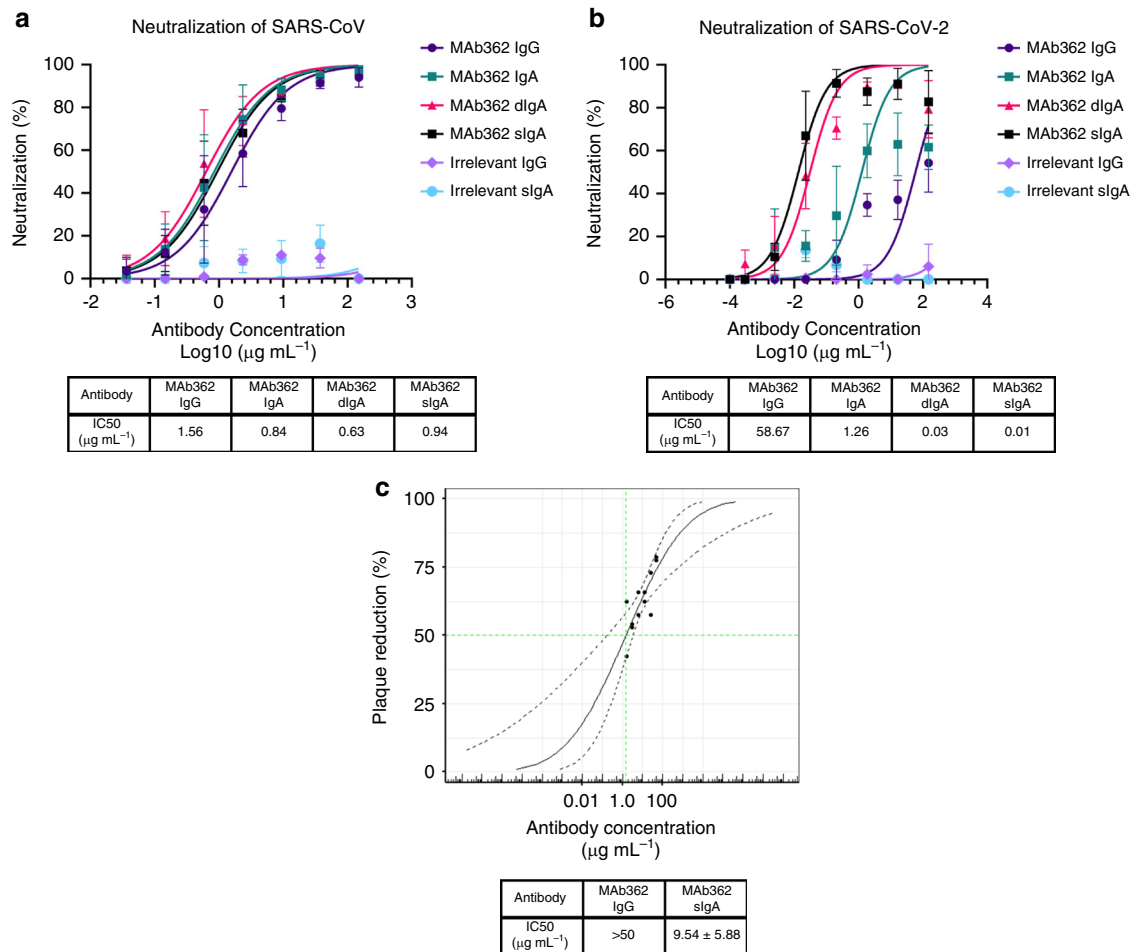 a
Neutralization of SARS-CoV
Neutralization (%)
100
80
60
40
20
0
-2
-1
0
1
2
3
Antibody Concentration
Log10 (μg mL⁻¹)
MAb362 IgG
MAb362 IgA
MAb362 dIgA
MAb362 sIgA
Irrelevant IgG
Irrelevant sIgA
Antibody MAb362 IgG MAb362 IgA MAb362 dIgA MAb362 sIgA
IC50 (μg mL⁻¹) 1.56 0.84 0.63 0.94
b
Neutralization of SARS-CoV-2
Neutralization (%)
100
80
60
40
20
0
-6
-4
-2
0
2
4
Antibody Concentration
Log10 (μg mL⁻¹)
MAb362 IgG
MAb362 IgA
MAb362 dIgA
MAb362 sIgA
Irrelevant IgG
Irrelevant sIgA
Antibody MAb362 IgG MAb362 IgA MAb362 dIgA MAb362 sIgA
IC50 (μg mL⁻¹) 58.67 1.26 0.03 0.01
c
Plaque reduction (%)
100
75
50
25
0
0.01 1.0 100
Antibody concentration
(μg mL⁻¹)
Antibody MAb362 IgG MAb362 sIgA
IC50 (μg mL⁻¹) >50 9.54 ± 5.88